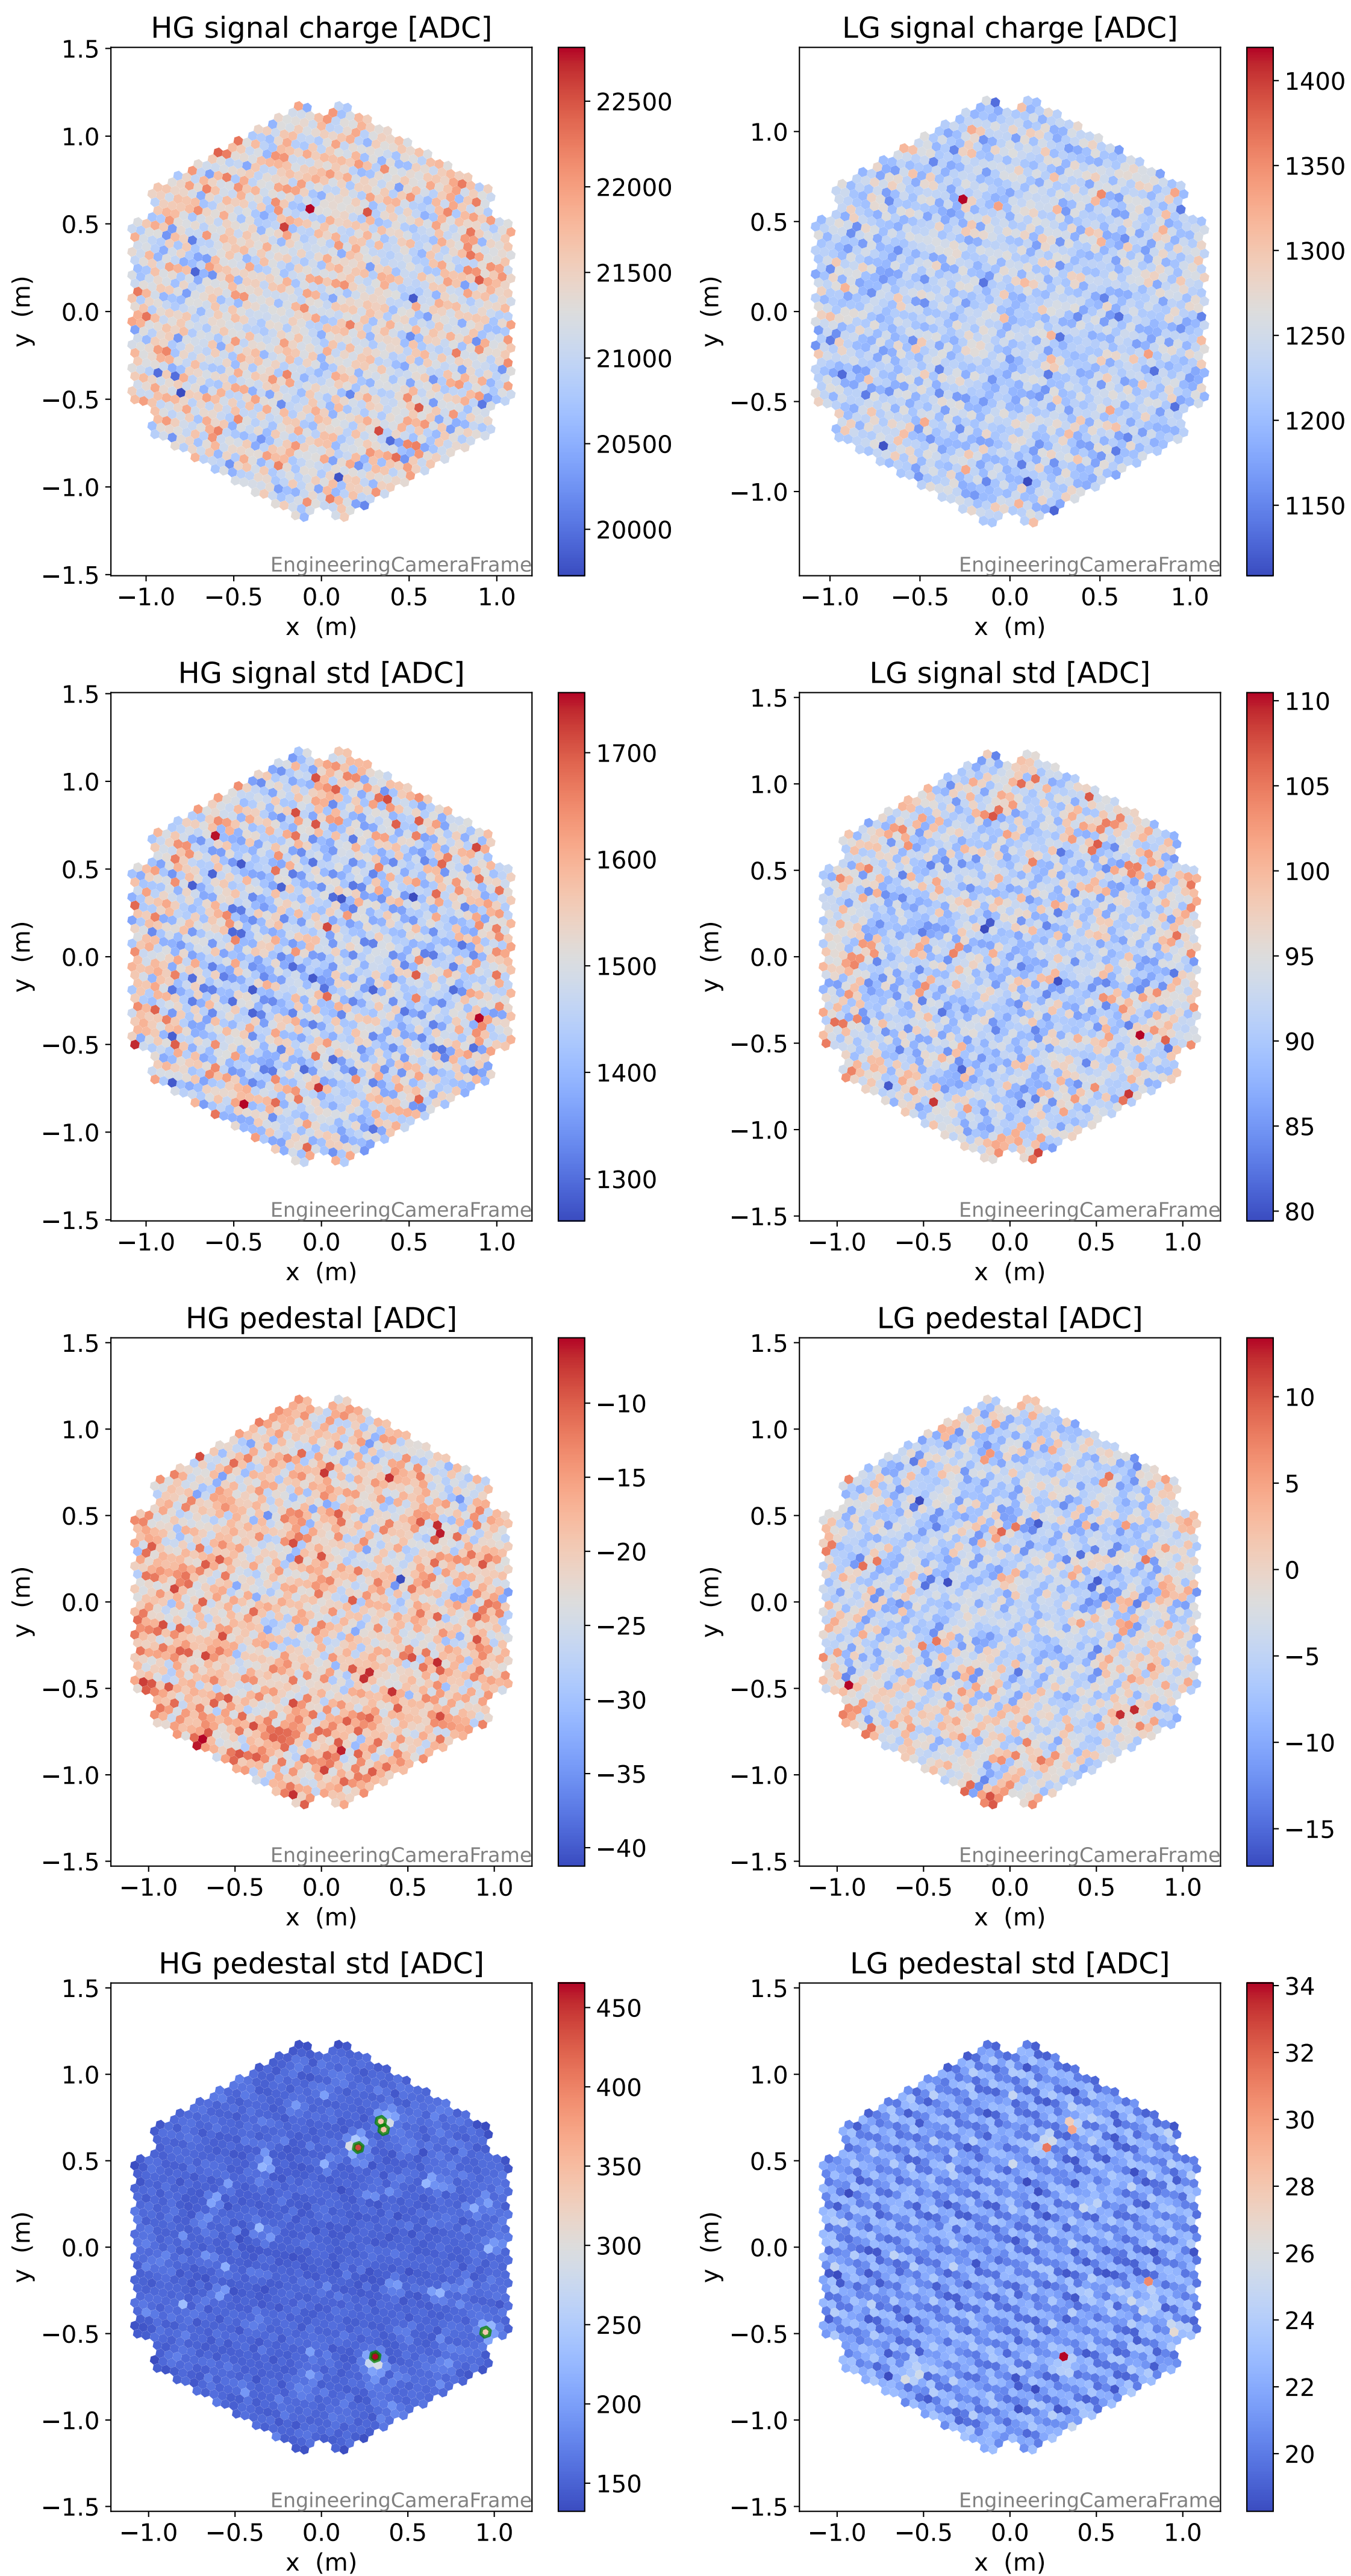 HG signal charge [ADC]
1.5
1.0
0.5
0.0
−0.5
−1.0
−1.5
y (m)
EngineeringCameraFrame
−1.0 −0.5 0.0 0.5 1.0
x (m)
22500
22000
21500
21000
20500
20000
LG signal charge [ADC]
1.5
1.0
0.5
0.0
−0.5
−1.0
y (m)
EngineeringCameraFrame
−1.0 −0.5 0.0 0.5 1.0
x (m)
1400
1350
1300
1250
1200
1150
HG signal std [ADC]
1.5
1.0
0.5
0.0
−0.5
−1.0
−1.5
y (m)
EngineeringCameraFrame
−1.0 −0.5 0.0 0.5 1.0
x (m)
1700
1600
1500
1400
1300
LG signal std [ADC]
1.5
1.0
0.5
0.0
−0.5
−1.0
−1.5
y (m)
EngineeringCameraFrame
−1.0 −0.5 0.0 0.5 1.0
x (m)
110
105
100
95
90
85
80
HG pedestal [ADC]
1.5
1.0
0.5
0.0
−0.5
−1.0
−1.5
y (m)
EngineeringCameraFrame
−1.0 −0.5 0.0 0.5 1.0
x (m)
−10
−15
−20
−25
−30
−35
−40
LG pedestal [ADC]
1.5
1.0
0.5
0.0
−0.5
−1.0
−1.5
y (m)
EngineeringCameraFrame
−1.0 −0.5 0.0 0.5 1.0
x (m)
10
5
0
−5
−10
−15
HG pedestal std [ADC]
1.5
1.0
0.5
0.0
−0.5
−1.0
−1.5
y (m)
EngineeringCameraFrame
−1.0 −0.5 0.0 0.5 1.0
x (m)
450
400
350
300
250
200
150
LG pedestal std [ADC]
1.5
1.0
0.5
0.0
−0.5
−1.0
−1.5
y (m)
EngineeringCameraFrame
−1.0 −0.5 0.0 0.5 1.0
x (m)
34
32
30
28
26
24
22
20